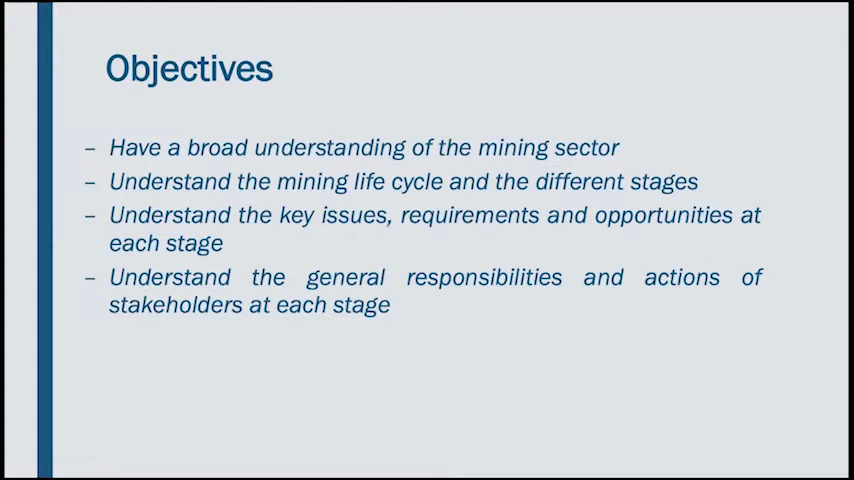 Objectives
– Have a broad understanding of the mining sector
– Understand the mining life cycle and the different stages
– Understand the key issues, requirements and opportunities at
each stage
– Understand the general responsibilities and actions of
stakeholders at each stage